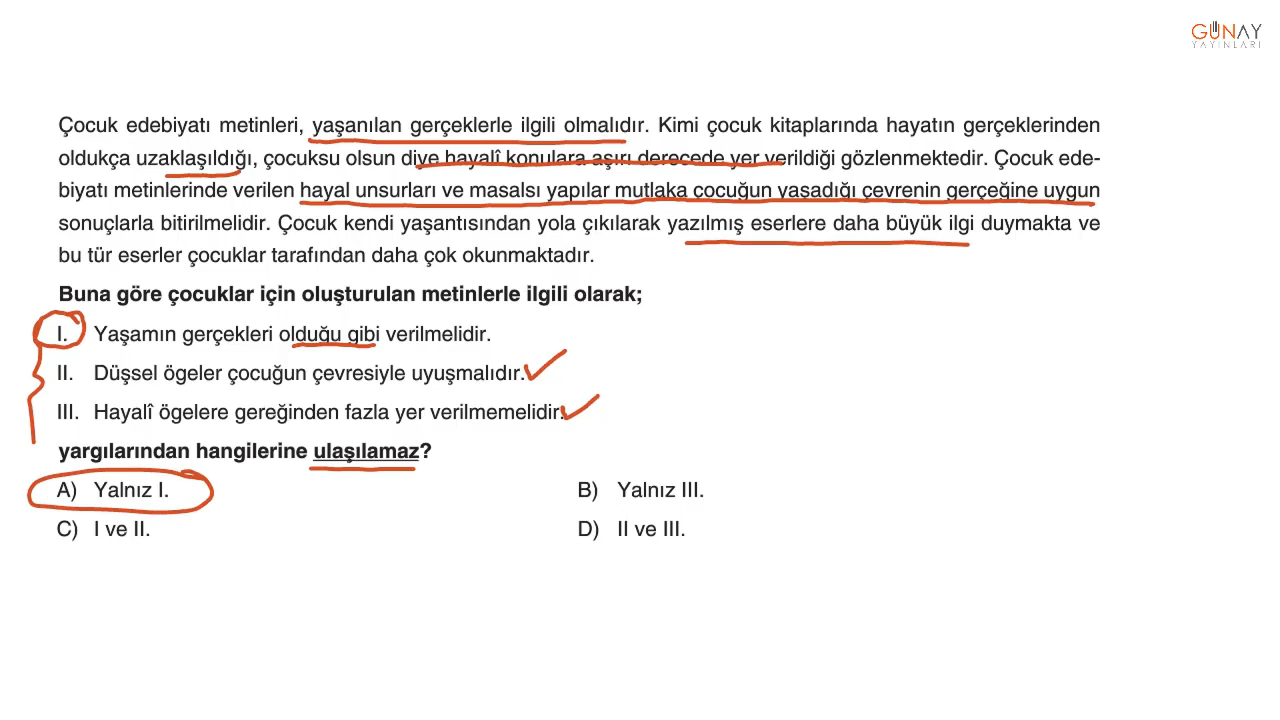 GÜNAY
YAYINLARI
Çocuk edebiyatı metinleri, yaşanılan gerçeklerle ilgili olmalıdır. Kimi çocuk kitaplarında hayatın gerçeklerinden
oldukça uzaklaşıldığı, çocuksu olsun diye hayalî konulara aşırı derecede yer verildiği gözlenmektedir. Çocuk ede-
biyatı metinlerinde verilen hayal unsurları ve masalsı yapılar mutlaka çocuğun yaşadığı çevrenin gerçeğine uygun
sonuçlarla bitirilmelidir. Çocuk kendi yaşantısından yola çıkılarak yazılmış eserlere daha büyük ilgi duymakta ve
bu tür eserler çocuklar tarafından daha çok okunmaktadır.
Buna göre çocuklar için oluşturulan metinlerle ilgili olarak;
I. Yaşamın gerçekleri olduğu gibi verilmelidir.
II. Düşsel ögeler çocuğun çevresiyle uyuşmalıdır.
III. Hayalî ögelere gereğinden fazla yer verilmemelidir.
yargılarından hangilerine ulaşılamaz?
A) Yalnız I. B) Yalnız III.
C) I ve II. D) II ve III.